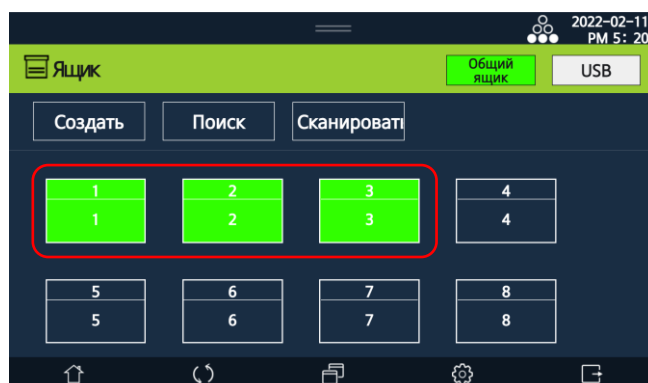 2022-02-11
PM 5: 20
Ящик
Общий
ящик
USB
Создать
Поиск
Сканироватı
1
2
3
4
1
2
3
4
5
6
7
8
5
6
7
8